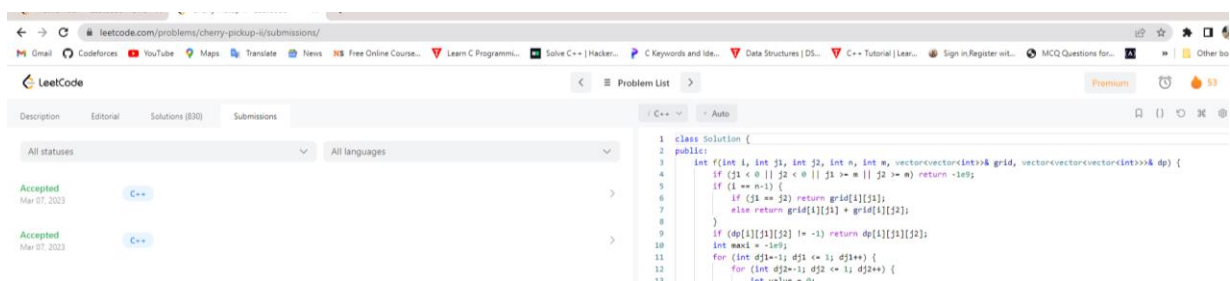 leetcode.com/problems/cherry-pickup-ii/submissions/
Gmail Codeforces YouTube Maps Translate News Free Online Course... Learn C Programmi... Solve C++ | Hacker... C Keywords and Ide... Data Structures | DS... C++ Tutorial | Lear... Sign in,Register wit... MCQ Questions for... Other bo
LeetCode Problem List Premium 53
Description Editorial Solutions (830) Submissions C++ Auto
All statuses All languages
Accepted
Mar 07, 2023
C++
Accepted
Mar 07, 2023
C++
1 class Solution {
2 public:
3 int f(int i, int j1, int j2, int n, int m, vector<vector<int>>& grid, vector<vector<vector<int>>>& dp) {
4 if (j1 < 0 || j2 < 0 || j1 >= m || j2 >= m) return -1e9;
5 if (i == n-1) {
6 if (j1 == j2) return grid[i][j1];
7 else return grid[i][j1] + grid[i][j2];
8 }
9 if (dp[i][j1][j2] != -1) return dp[i][j1][j2];
10 int maxi = -1e9;
11 for (int dj1=-1; dj1 <= 1; dj1++) {
12 for (int dj2=-1; dj2 <= 1; dj2++) {
13 int value = 0;